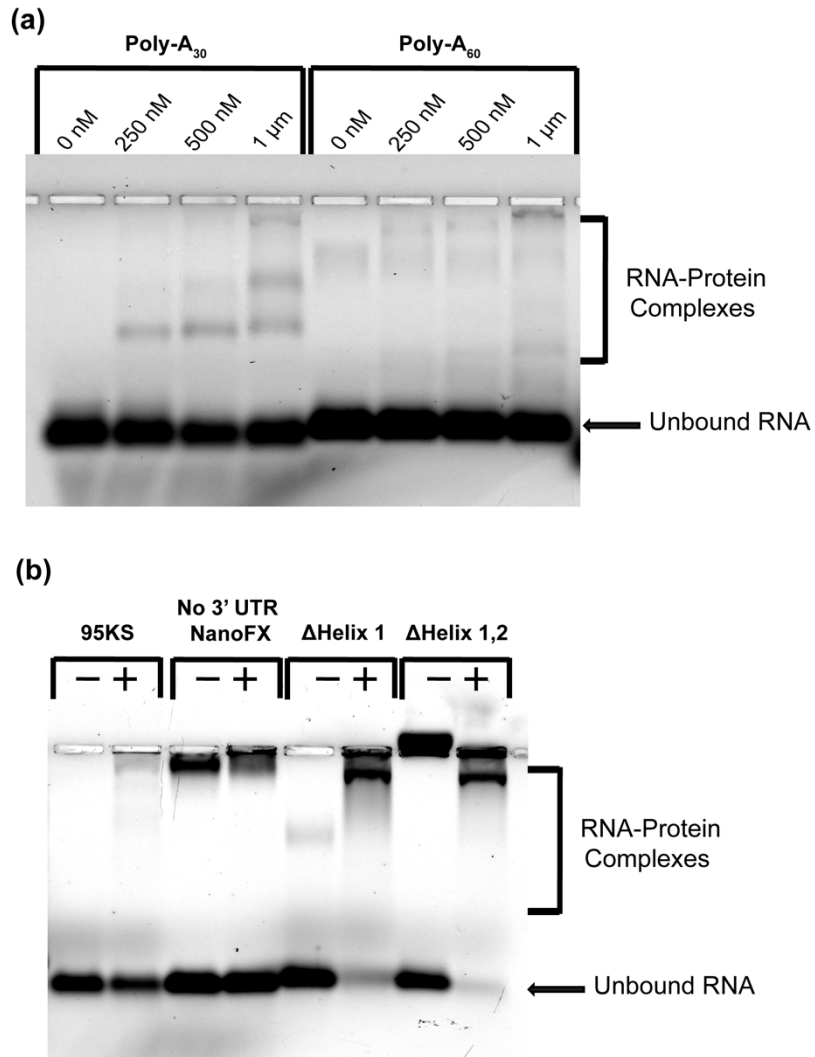 (a)
Poly-A30 Poly-A60
0 nM 250 nM 500 nM 1 µm 0 nM 250 nM 500 nM 1 µm
RNA-Protein
Complexes
Unbound RNA
(b)
95KS No 3' UTR NanoFX ΔHelix 1 ΔHelix 1,2
− + − + − + − +
RNA-Protein
Complexes
Unbound RNA